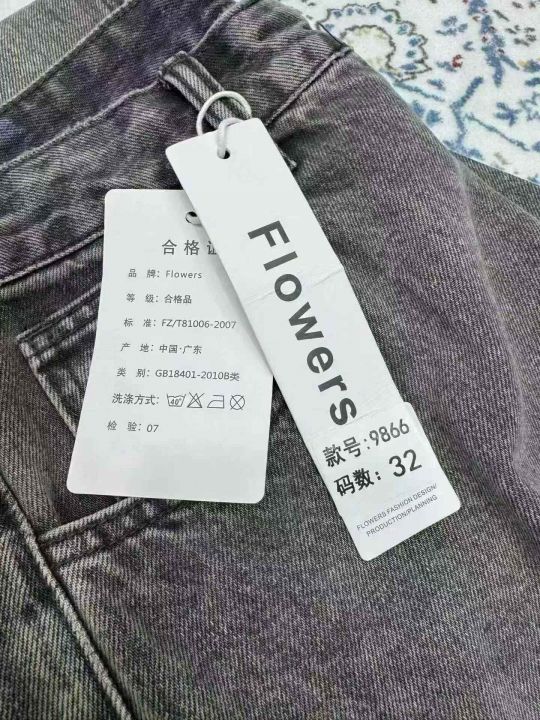 合格证
品 牌: Flowers
等 级: 合格品
标 准: FZ/T81006-2007
产 地: 中国·广东
类 别: GB18401-2010B类
洗涤方式: 40
检 验: 07
Flowers
款号: 9866
码数: 32
FLOWERS FASHION DESIGN/
PRODUCTION/PLANNING